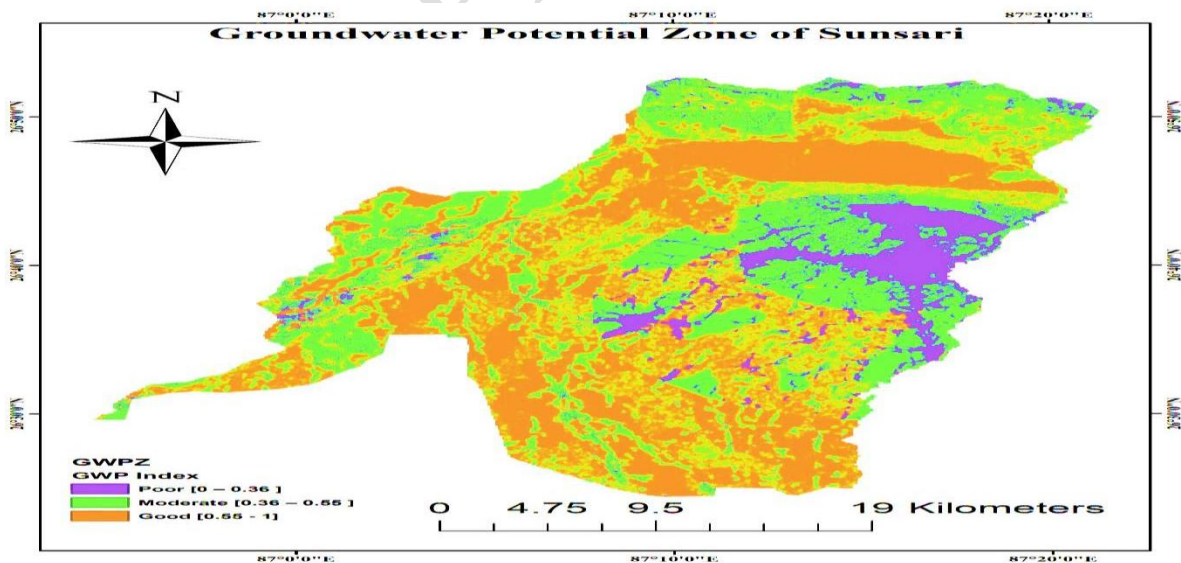 87°0'0"E 87°10'0"E 87°20'0"E
Groundwater Potential Zone of Sunsari
N
GWPZ
GWP Index
Poor [0 – 0.36 ]
Moderate [0.36 – 0.55 ]
Good [0.55 - 1]
0 4.75 9.5 19 Kilometers
87°0'0"E 87°10'0"E 87°20'0"E